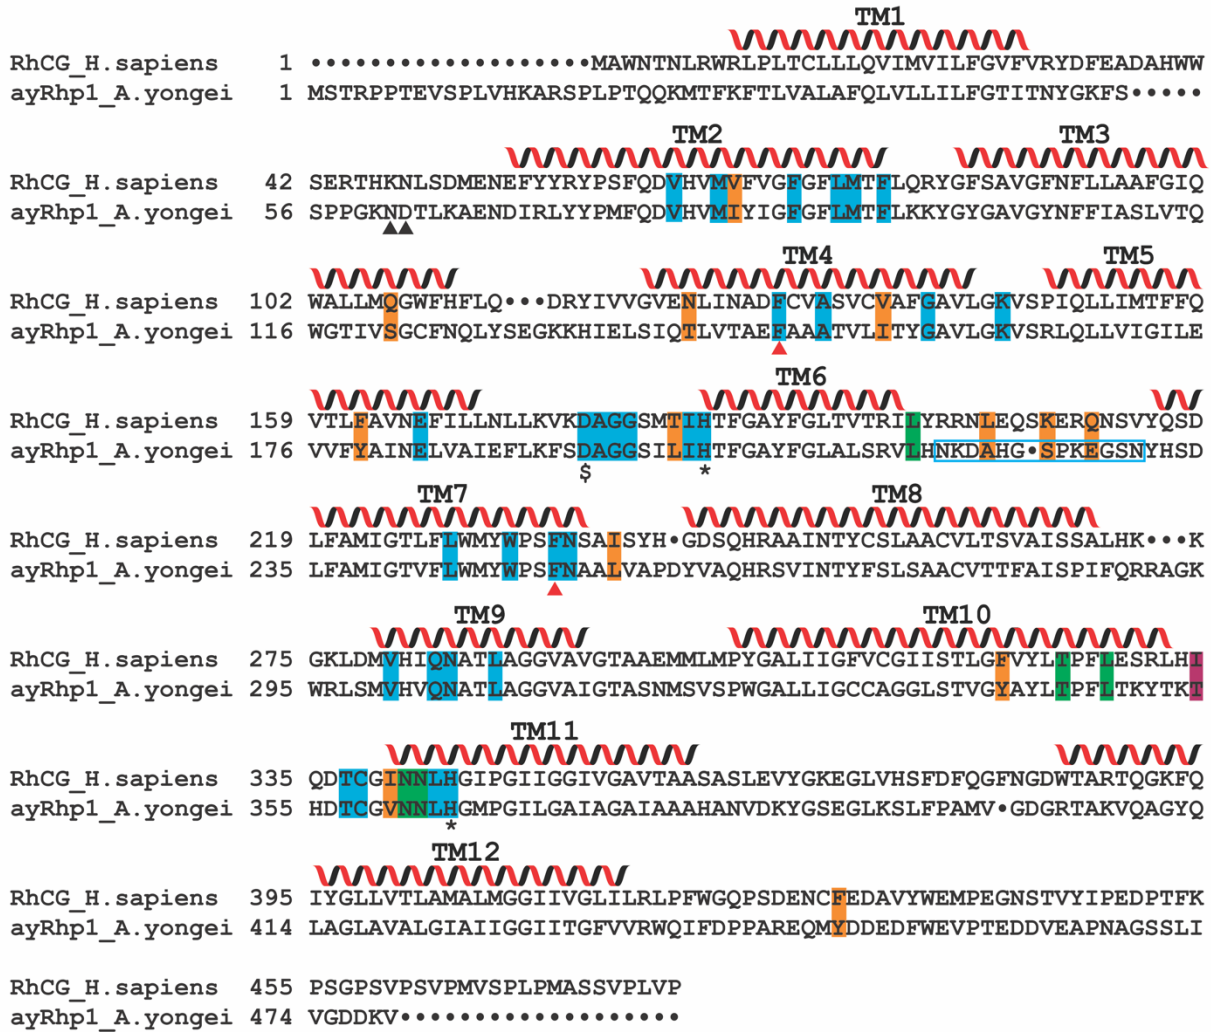 TM1
RhCG_H.sapiens 1 •••••••••••••••••••MAWNTNLRWRLPLTCLLLQVIMVILFGVFVRYDFEADAHWW
ayRhp1_A.yongei 1 MSTRPPTEVSPLVHKARSPLPTQQKMTFKFTLVALAFQLVLLILFGTITNYGKFS•••••
TM2 TM3
RhCG_H.sapiens 42 SERTHKNLSDMENEFYYRYPSFQDVHVMVFVGFGFLMTFLQRYGFSAVGFNFLLAAFGIQ
ayRhp1_A.yongei 56 SPPGKNDTLKAENDIRLYYPMFQDVHVMIYIGFGFLMTFLKKYGYGAVGYNFFIASLVTQ
TM4 TM5
RhCG_H.sapiens 102 WALLMQGWFHFLQ•••DRYIVVGVENLINADFCVASVCVAFGAVLGKVSPIQLLIMTFFQ
ayRhp1_A.yongei 116 WGTIVSGCFNQLYSEGKKHIELSIQTLVTAEFAAATVLITYGAVLGKVSRLQLLVIGILE
TM6
RhCG_H.sapiens 159 VTLFAVNEFILLNLLKVKDAGGSMTIHTFGAYFGLTVTRILYRRNLEQSKERQNSVYQSD
ayRhp1_A.yongei 176 VVFYAINELVAIEFLKFSDAGGSILIHTFGAYFGLALSRVLHNKDAHG•SPKEGSNYHSD
$ *
TM7 TM8
RhCG_H.sapiens 219 LFAMIGTLFLWMYWPSFNSAISYH•GDSQHRAAINTYCSLAACVLTSVAISSALHK•••K
ayRhp1_A.yongei 235 LFAMIGTVFLWMYWPSFNAALVAPDYVAQHRSVINTYFSLSAACVTTFAISPIFQRRAGK
TM9 TM10
RhCG_H.sapiens 275 GKLDMVHIQNATLAGGVAVGTAAEMMLMPYGALIIGFVCGIISTLGFVYLTPFLESRLHI
ayRhp1_A.yongei 295 WRLSMVHVQNATLAGGVAIGTASNMSVSPWGALLIGCCAGGLSTVGYAYLTPFLTKYTKT
TM11
RhCG_H.sapiens 335 QDTCGINNLHGIPGIIGGIVGAVTAASASLEVYGKEGLVHSFDFQGFNGDWTARTQGKFQ
ayRhp1_A.yongei 355 HDTCGVNNLHGMPGILGAIAGAIAAAHANVDKYGSEGLKSLFPAMV•GDGRTAKVQAGYQ
*
TM12
RhCG_H.sapiens 395 IYGLLVTLAMALMGGIIVGLILRLPFWGQPSDENCFEDAVYWEMPEGNSTVYIPEDPTFK
ayRhp1_A.yongei 414 LAGLAVALGIAIIGGIITGFVVRWQIFDPPAREQMYDDEDFWEVPTEDDVEAPNAGSSLI
RhCG_H.sapiens 455 PSGPSVPSVPMVSPLPMASSVPLVP
ayRhp1_A.yongei 474 VGDDKV•••••••••••••••••••